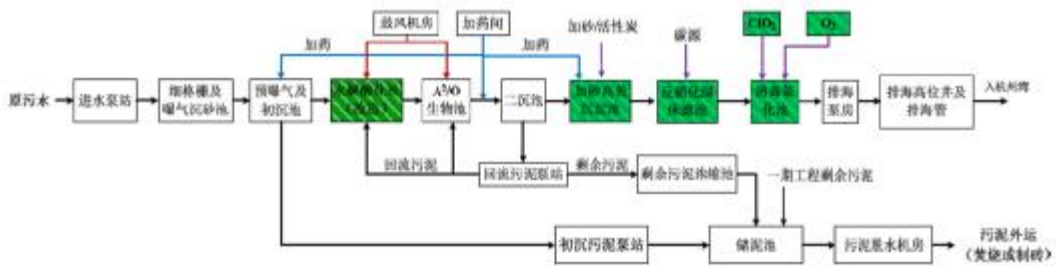 鼓风机房
加药间
加砂/活性炭
碳源
ClO₂
O₃
加药
加药
原污水
进水泵站
细格栅及
曝气沉砂池
预曝气及
初沉池
A²/O
生物池
二沉池
加砂高效
沉淀池
反硝化深
床滤池
氧化池
排海
泵房
排海高位井及
排海管
入杭州湾
回流污泥
回流污泥泵站
剩余污泥
剩余污泥浓缩池
一期工程剩余污泥
初沉污泥泵站
储泥池
污泥脱水机房
污泥外运
（焚烧或制砖）